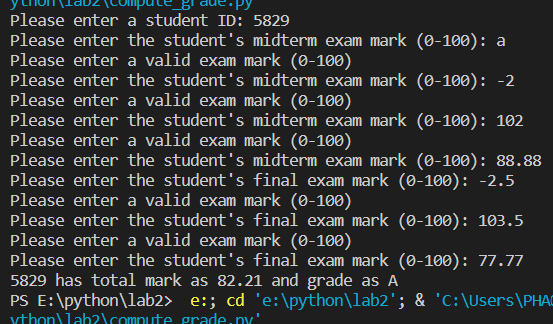 ython\lab2\compute_grade.py
Please enter a student ID: 5829
Please enter the student's midterm exam mark (0-100): a
Please enter a valid exam mark (0-100)
Please enter the student's midterm exam mark (0-100): -2
Please enter a valid exam mark (0-100)
Please enter the student's midterm exam mark (0-100): 102
Please enter a valid exam mark (0-100)
Please enter the student's midterm exam mark (0-100): 88.88
Please enter the student's final exam mark (0-100): -2.5
Please enter a valid exam mark (0-100)
Please enter the student's final exam mark (0-100): 103.5
Please enter a valid exam mark (0-100)
Please enter the student's final exam mark (0-100): 77.77
5829 has total mark as 82.21 and grade as A
PS E:\python\lab2>  e:; cd 'e:\python\lab2'; & 'C:\Users\PHAO
ython\lab2\compute_grade.py'